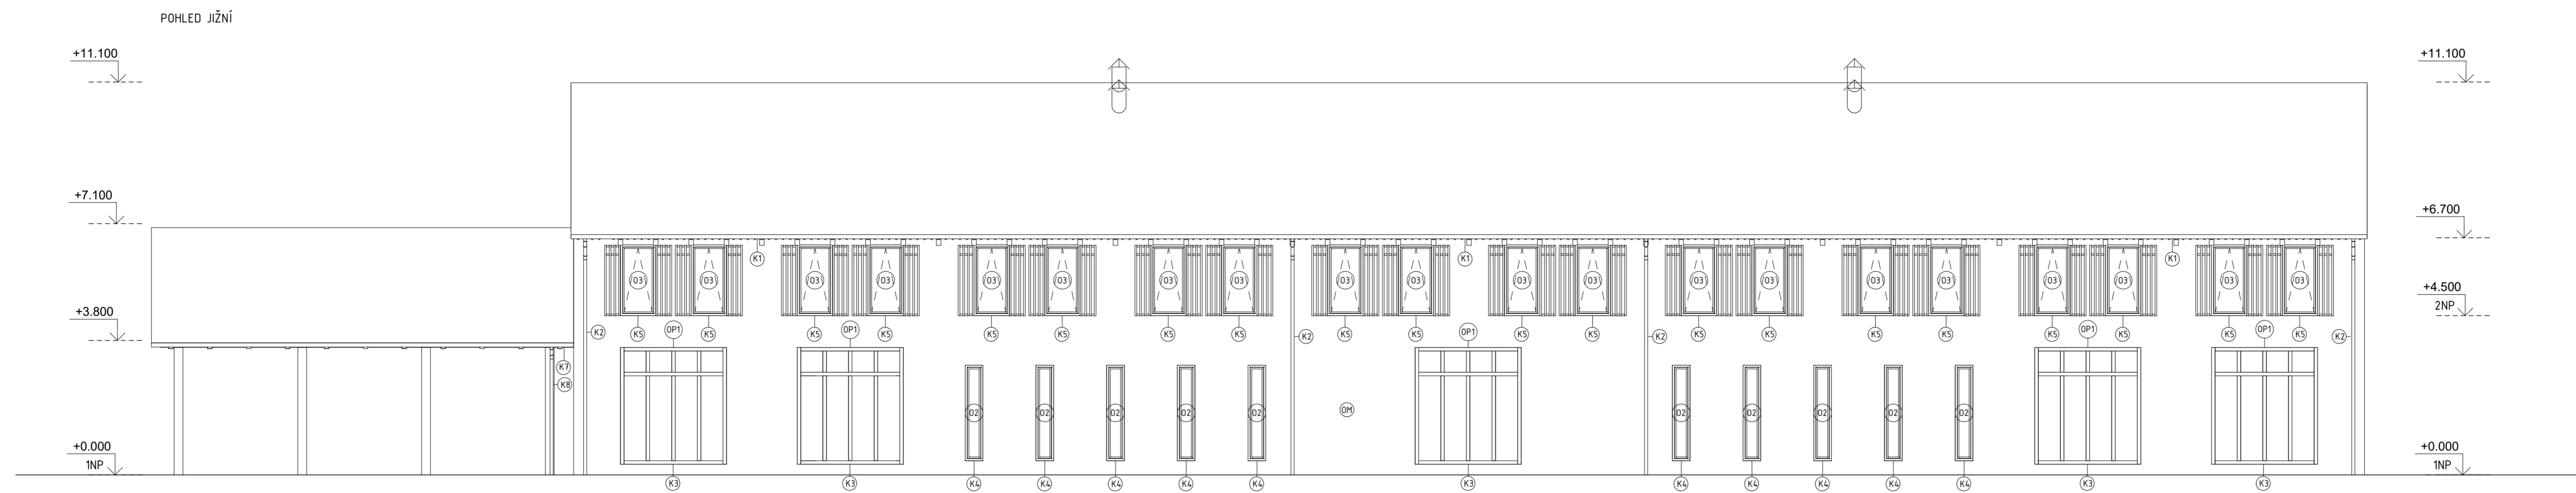 POHLED JIŽNÍ
+11.100 +11.100
+7.100 +6.700
K1 K1 K1
O3 O3 O3 O3 O3 O3 O3 O3 O3 O3 O3 O3 O3 O3 O3 O3 O3 O3 O3 O3
+3.800 +4.500
2NP
K2 K5 OP1 K5 K5 OP1 K5 K5 K5 K5 K5 K2 K5 K5 OP1 K5 K5 K2 K5 K5 K5 K5 K5 OP1 K5 K5 OP1 K5 K2
K7
K8
O2 O2 O2 O2 O2 OM O2 O2 O2 O2 O2
+0.000 +0.000
1NP 1NP
K3 K3 K4 K4 K4 K4 K4 K3 K4 K4 K4 K4 K4 K3 K3